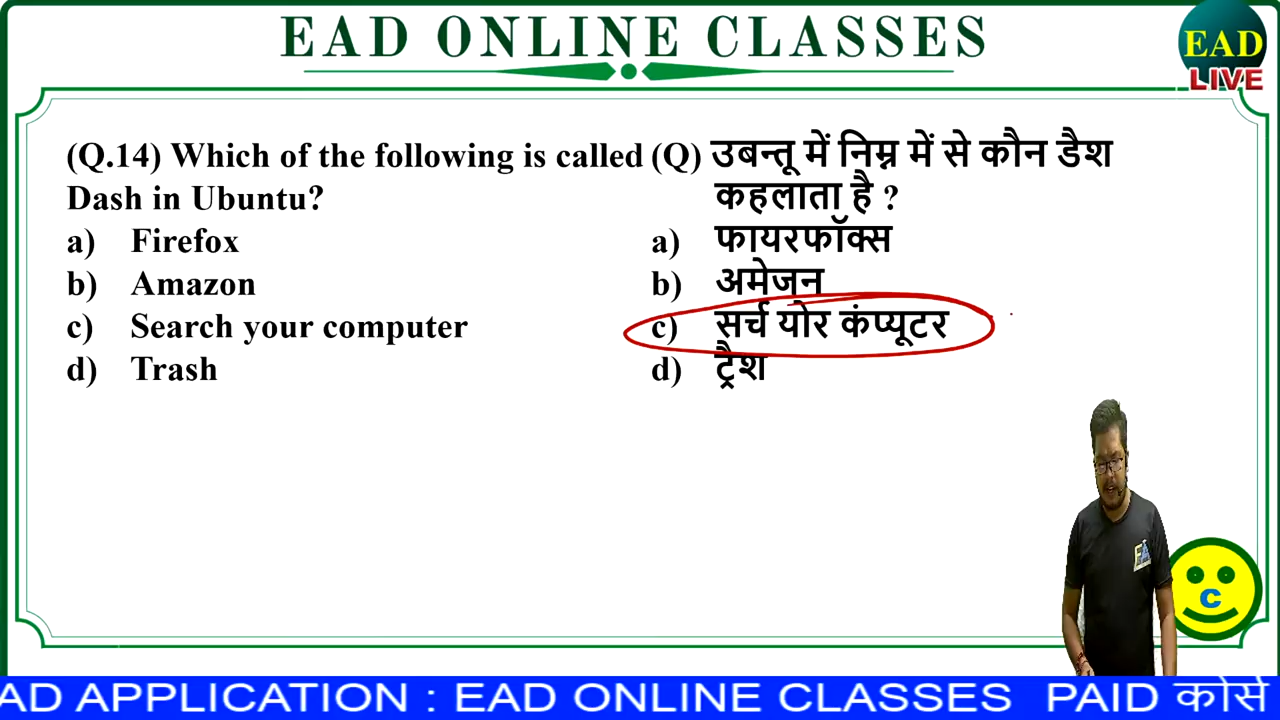 EAD ONLINE CLASSES
EAD
LIVE
(Q.14) Which of the following is called
Dash in Ubuntu?
a) Firefox
b) Amazon
c) Search your computer
d) Trash
(Q) उबन्तू में निम्न में से कौन डैश
कहलाता है ?
a) फायरफॉक्स
b) अमेजन
c) सर्च योर कंप्यूटर
d) ट्रैश
C
AD APPLICATION : EAD ONLINE CLASSES PAID कोर्स